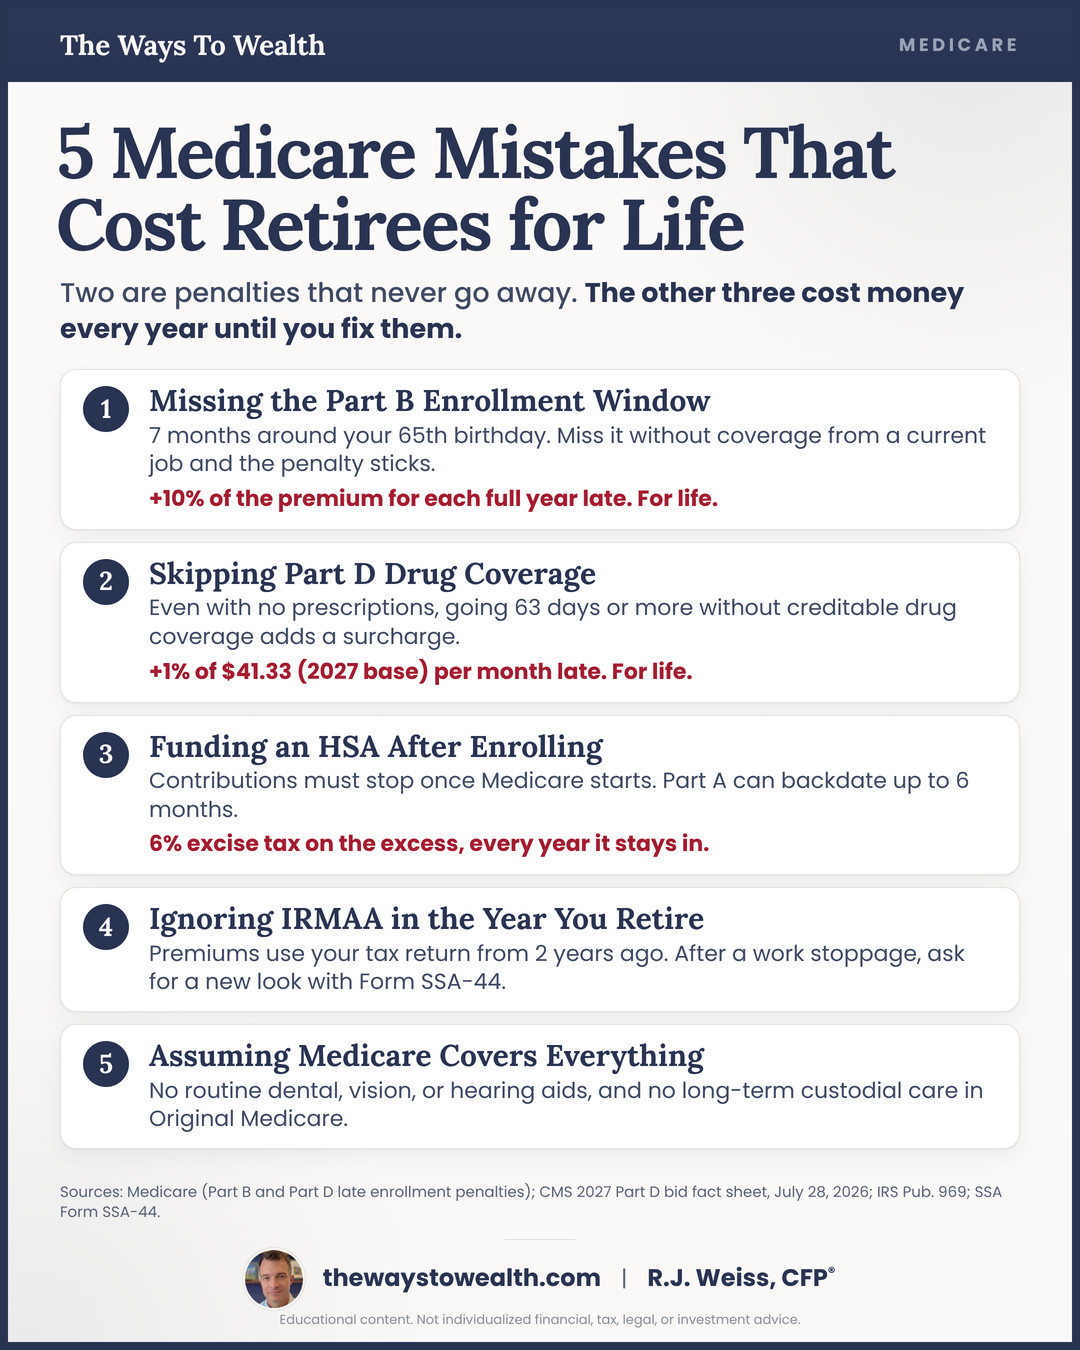 The Ways To Wealth
MEDICARE
5 Medicare Mistakes That
Cost Retirees for Life
Two are penalties that never go away. The other three cost money
every year until you fix them.
1
Missing the Part B Enrollment Window
7 months around your 65th birthday. Miss it without coverage from a current
job and the penalty sticks.
+10% of the premium for each full year late. For life.
2
Skipping Part D Drug Coverage
Even with no prescriptions, going 63 days or more without creditable drug
coverage adds a surcharge.
+1% of $41.33 (2027 base) per month late. For life.
3
Funding an HSA After Enrolling
Contributions must stop once Medicare starts. Part A can backdate up to 6
months.
6% excise tax on the excess, every year it stays in.
4
Ignoring IRMAA in the Year You Retire
Premiums use your tax return from 2 years ago. After a work stoppage, ask
for a new look with Form SSA-44.
5
Assuming Medicare Covers Everything
No routine dental, vision, or hearing aids, and no long-term custodial care in
Original Medicare.
Sources: Medicare (Part B and Part D late enrollment penalties); CMS 2027 Part D bid fact sheet, July 28, 2026; IRS Pub. 969; SSA
Form SSA-44.
thewaystowealth.com | R.J. Weiss, CFP®
Educational content. Not individualized financial, tax, legal, or investment advice.